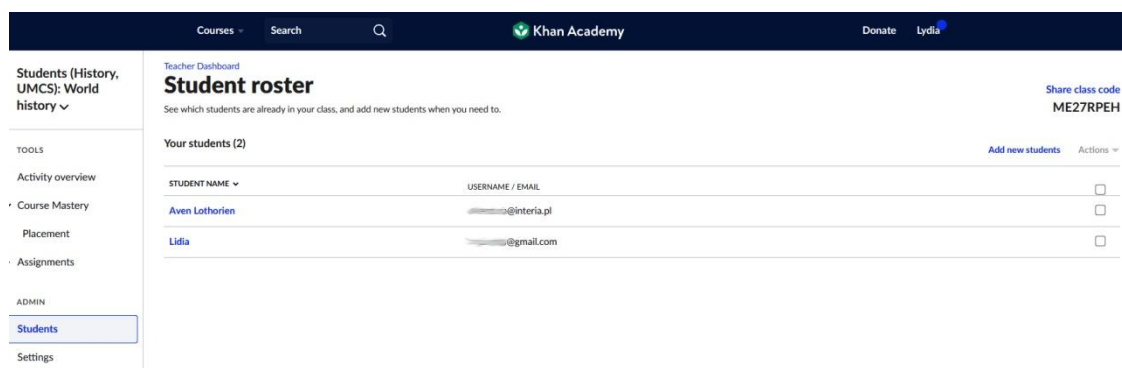 Courses
Search
Khan Academy
Donate
Lydia
Students (History,
UMCS): World
history
TOOLS
Activity overview
Course Mastery
Placement
Assignments
ADMIN
Students
Settings
Teacher Dashboard
Student roster
See which students are already in your class, and add new students when you need to.
Share class code
ME27RPEH
Your students (2)
Add new students
Actions
STUDENT NAME
USERNAME / EMAIL
Aven Lothorien
@interia.pl
Lidia
@gmail.com